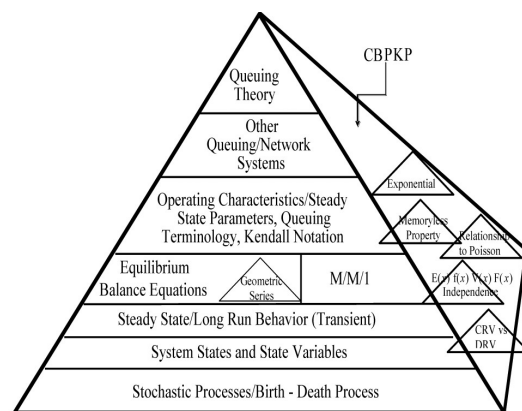 CBPKP
Queuing
Theory
Other
Queuing/Network
Systems
Exponential
Operating Characteristics/Steady
State Parameters, Queuing
Terminology, Kendall Notation
Memoryless
Property
Relationship
to Poisson
Equilibrium
Balance Equations
Geometric
Series
M/M/1
E(x) f(x) V(x) F(x)
Independence
Steady State/Long Run Behavior (Transient)
CRV vs
DRV
System States and State Variables
Stochastic Processes/Birth - Death Process